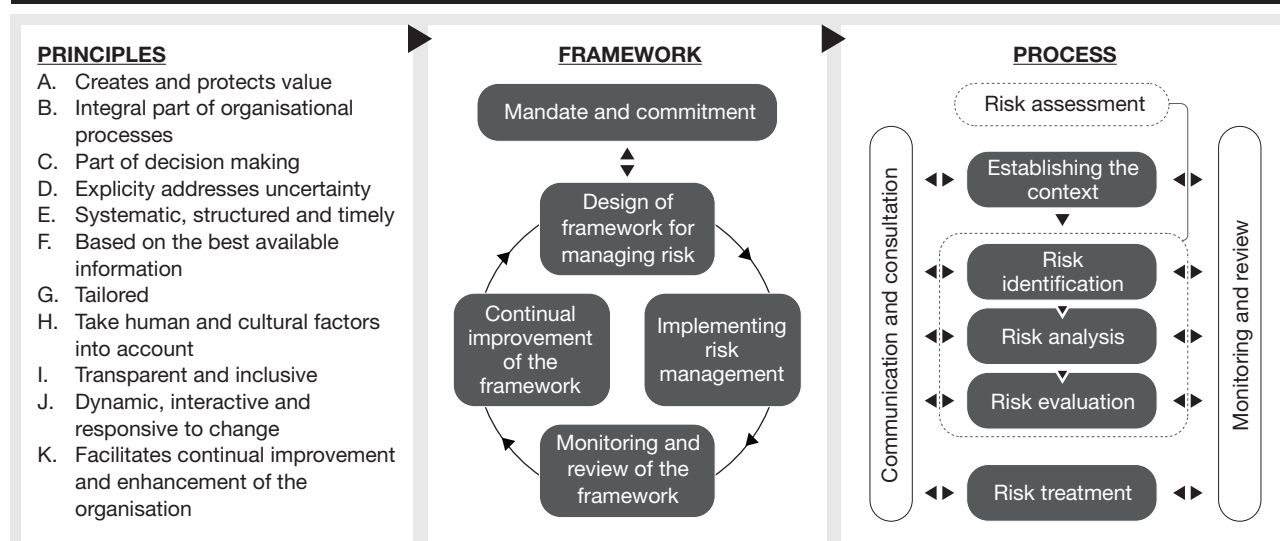 PRINCIPLES
A. Creates and protects value
B. Integral part of organisational
processes
C. Part of decision making
D. Explicity addresses uncertainty
E. Systematic, structured and timely
F. Based on the best available
information
G. Tailored
H. Take human and cultural factors
into account
I. Transparent and inclusive
J. Dynamic, interactive and
responsive to change
K. Facilitates continual improvement
and enhancement of the
organisation
FRAMEWORK
Mandate and commitment
Design of
framework for
managing risk
Continual
improvement
of the
framework
Implementing
risk
management
Monitoring and
review of the
framework
PROCESS
Risk assessment
Communication and consultation
Establishing the
context
Risk
identification
Risk analysis
Risk evaluation
Risk treatment
Monitoring and review